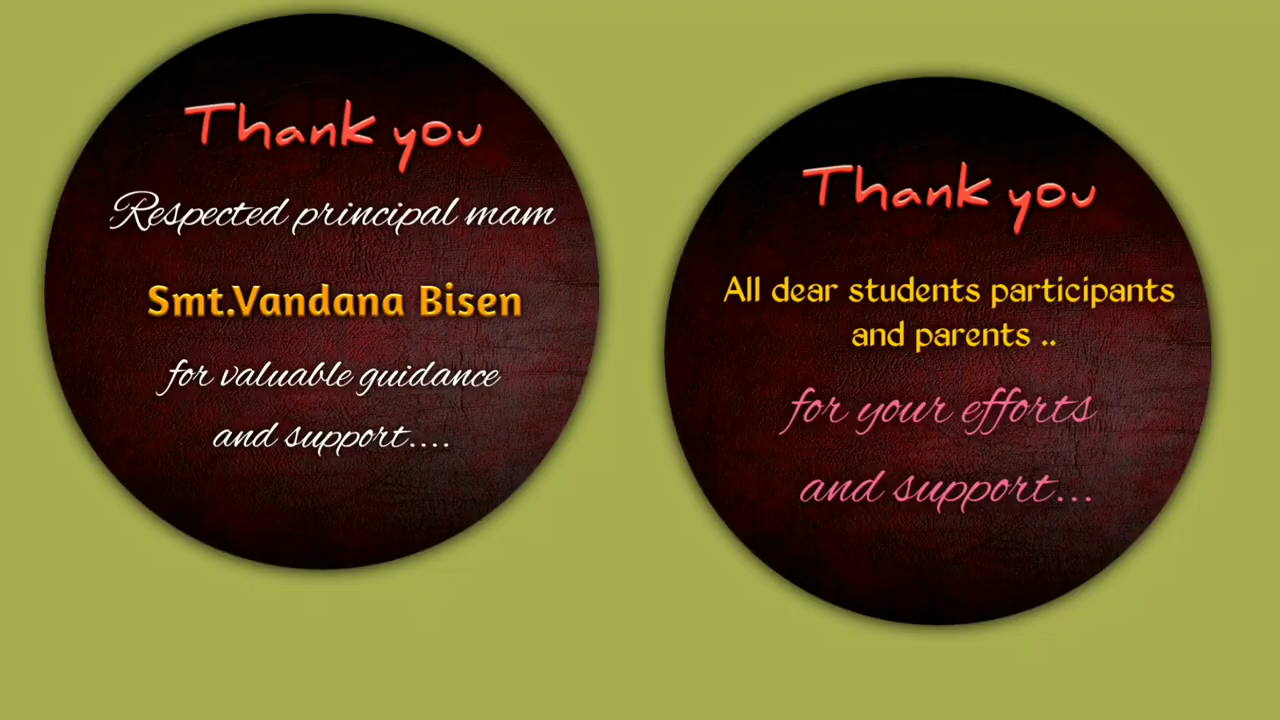 Thank you
Respected principal mam
Smt.Vandana Bisen
for valuable guidance
and support....
Thank you
All dear students participants
and parents ..
for your efforts
and support...